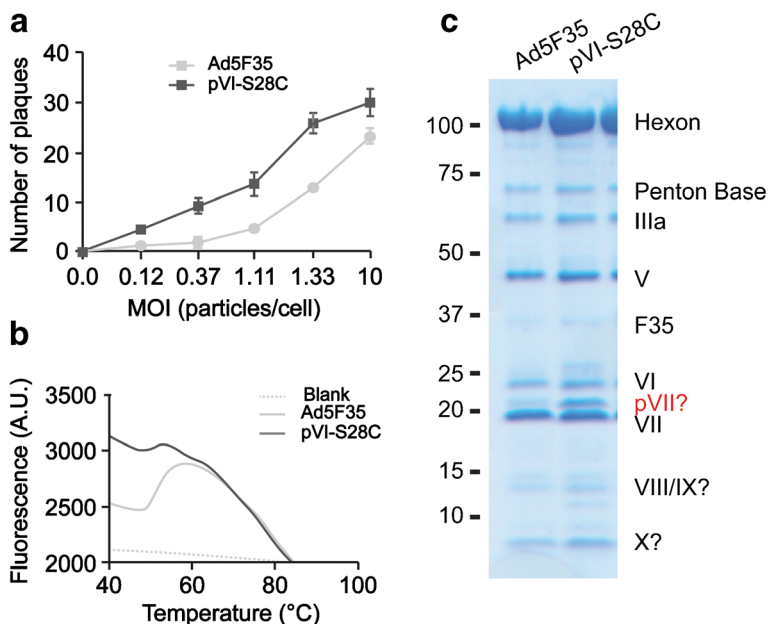 a
40
30
20
10
0
Number of plaques
Ad5F35
pVI-S28C
0.0 0.12 0.37 1.11 1.33 10
MOI (particles/cell)
b
3500
3000
2500
2000
Fluorescence (A.U.)
Blank
Ad5F35
pVI-S28C
40 60 80 100
Temperature (°C)
c
Ad5F35
pVI-S28C
100
75
50
37
25
20
15
10
Hexon
Penton Base
IIIa
V
F35
VI
pVII?
VII
VIII/IX?
X?